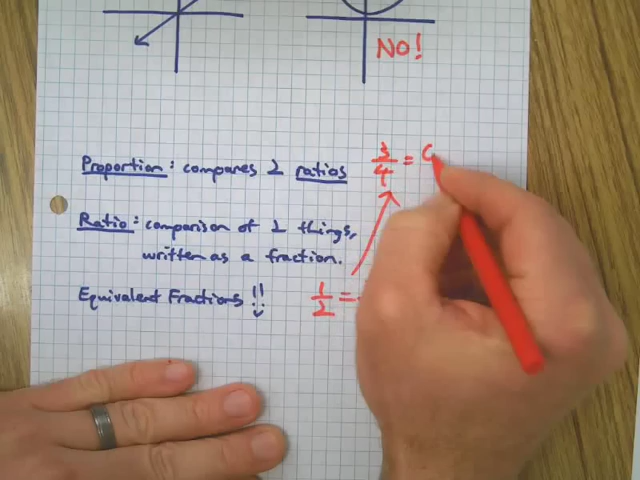 NO!
Proportion: compares 2 ratios
3/4 =
Ratio: comparison of 2 things,
written as a fraction.
Equivalent Fractions!!
1/2 =